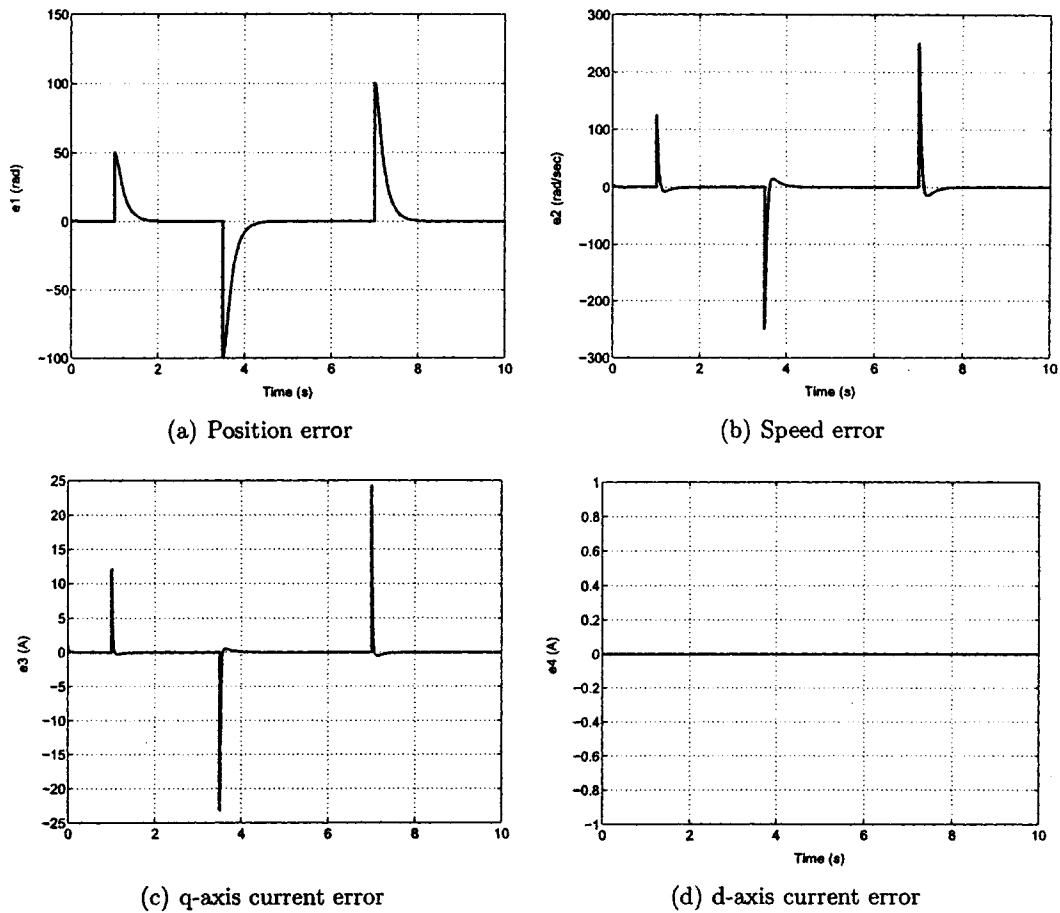 150
100
50
0
−50
−100
e1 (rad)
0 2 4 6 8 10
Time (s)
(a) Position error
300
200
100
0
−100
−200
−300
e2 (rad/sec)
0 2 4 6 8 10
Time (s)
(b) Speed error
25
20
15
10
5
0
−5
−10
−15
−20
−25
e3 (A)
0 2 4 6 8 10
(c) q-axis current error
1
0.8
0.6
0.4
0.2
0
−0.2
−0.4
−0.6
−0.8
−1
e4 (A)
0 2 4 6 8 10
Time (s)
(d) d-axis current error